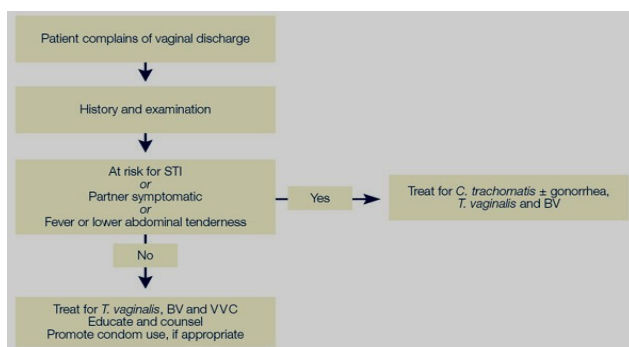 Patient complains of vaginal discharge
History and examination
At risk for STI
or
Partner symptomatic
or
Fever or lower abdominal tenderness
Yes
Treat for C. trachomatis ± gonorrhea,
T. vaginalis and BV
No
Treat for T. vaginalis, BV and VVC
Educate and counsel
Promote condom use, if appropriate